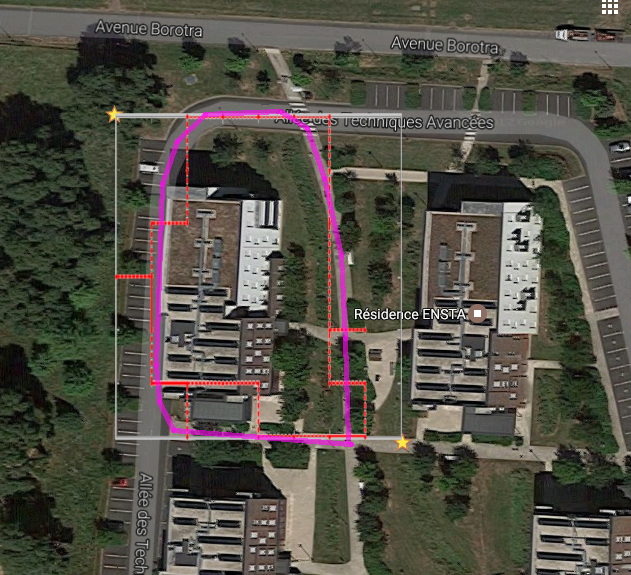 Avenue Borotra
Avenue Borotra
Allée des Techniques Avancées
Résidence ENSTA
Allée des Tech